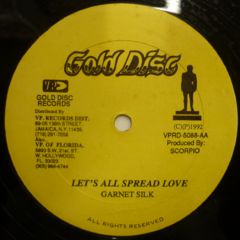 Gold Disc
VP
GOLD DISC
RECORDS
Distributed By
VP. RECORDS DIST.
89-05 138th STREET
JAMAICA, N.Y. 11435
(718) 291-7058
Also
VP. OF FLORIDA,
5893 S.W. 21st. ST.
W. HOLLYWOOD,
FL. 33023
(305) 966-4744
(C)(P)1992
VPRD 5088-AA
Produced By:
SCORPIO
LET'S ALL SPREAD LOVE
GARNET SILK
ALL RIGHTS RESERVED